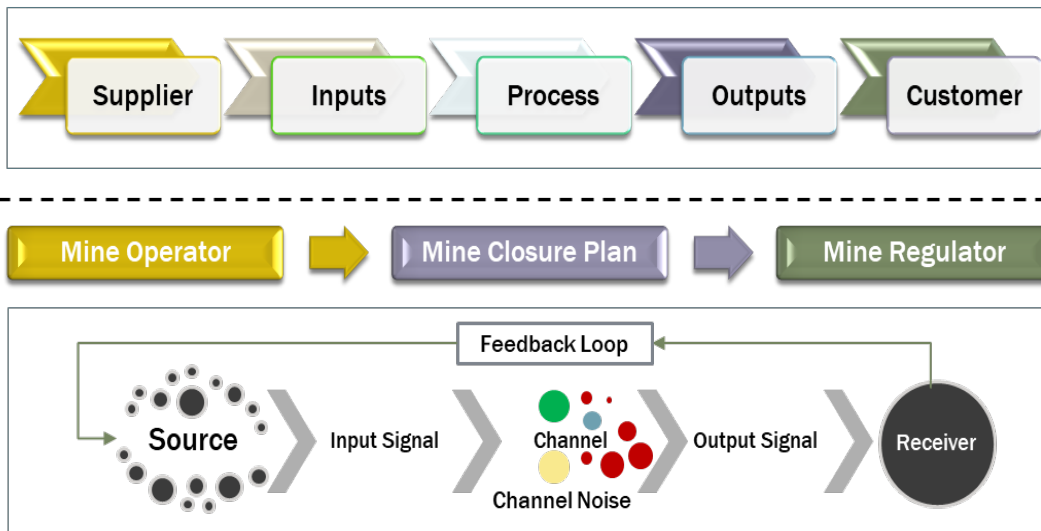 Supplier
Inputs
Process
Outputs
Customer
Mine Operator
Mine Closure Plan
Mine Regulator
Feedback Loop
Source
Input Signal
Channel
Channel Noise
Output Signal
Receiver